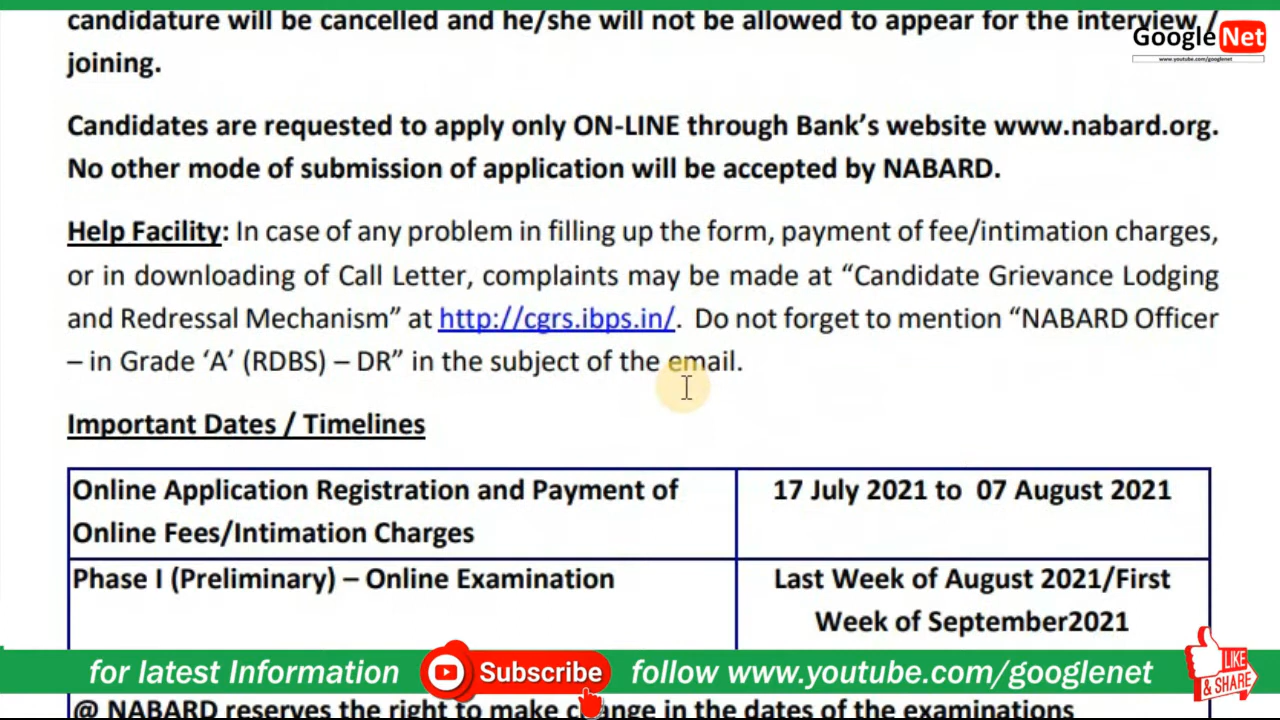 candidature will be cancelled and he/she will not be allowed to appear for the interview /
joining.
Google Net
www.youtube.com/googlenet
Candidates are requested to apply only ON-LINE through Bank’s website www.nabard.org.
No other mode of submission of application will be accepted by NABARD.
Help Facility: In case of any problem in filling up the form, payment of fee/intimation charges,
or in downloading of Call Letter, complaints may be made at “Candidate Grievance Lodging
and Redressal Mechanism” at http://cgrs.ibps.in/. Do not forget to mention “NABARD Officer
– in Grade ‘A’ (RDBS) – DR” in the subject of the email.
Important Dates / Timelines
Online Application Registration and Payment of
Online Fees/Intimation Charges
17 July 2021 to 07 August 2021
Phase I (Preliminary) – Online Examination
Last Week of August 2021/First
Week of September2021
for latest Information Subscribe follow www.youtube.com/googlenet
LIKE
& SHARE
@ NABARD reserves the right to make change in the dates of the examinations